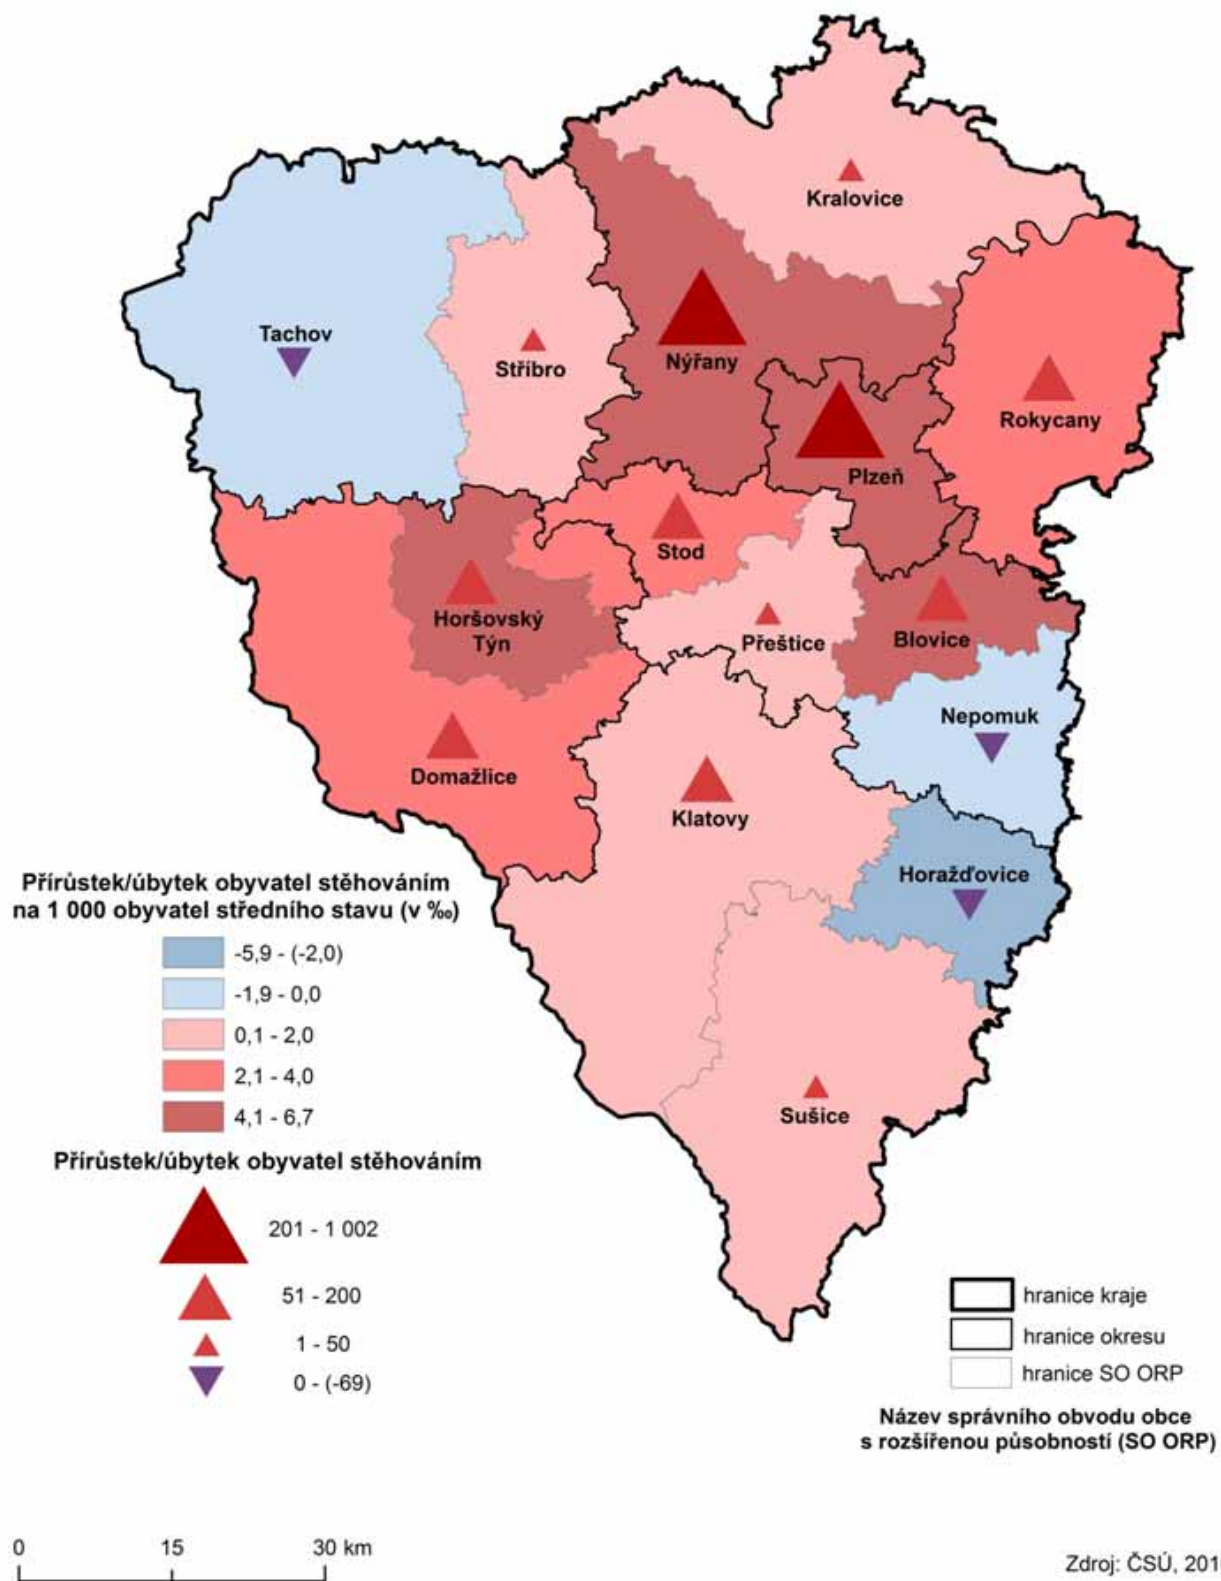 Kralovice
Tachov
Stříbro
Nýřany
Rokycany
Plzeň
Stod
Horšovský
Týn
Přeštice
Blovice
Nepomuk
Domažlice
Klatovy
Horažďovice
Sušice
Přírůstek/úbytek obyvatel stěhováním
na 1 000 obyvatel středního stavu (v ‰)
-5,9 - (-2,0)
-1,9 - 0,0
0,1 - 2,0
2,1 - 4,0
4,1 - 6,7
Přírůstek/úbytek obyvatel stěhováním
201 - 1 002
51 - 200
1 - 50
0 - (-69)
hranice kraje
hranice okresu
hranice SO ORP
Název správního obvodu obce
s rozšířenou působností (SO ORP)
0 15 30 km
Zdroj: ČSÚ, 201